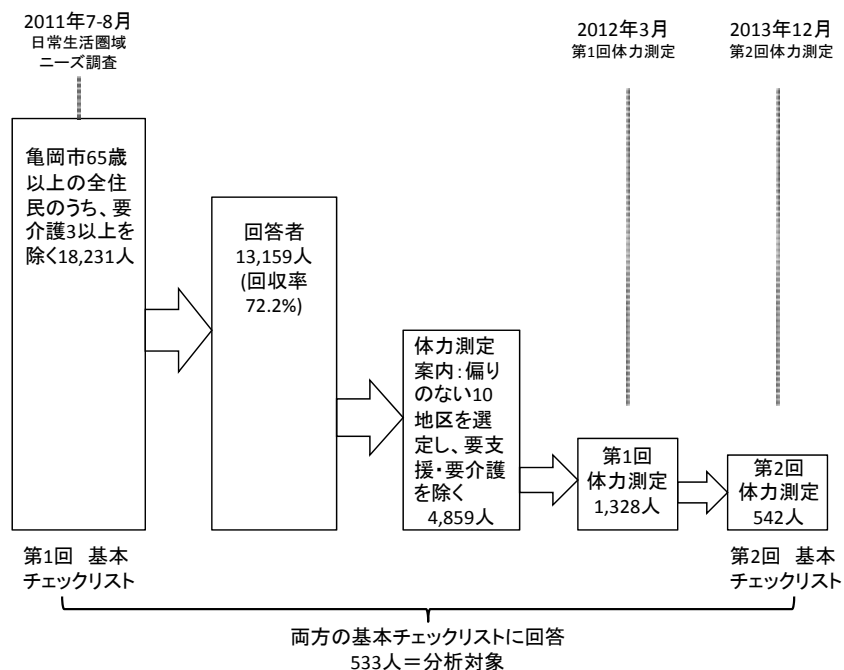 2011年7-8月
日常生活圏域
ニーズ調査
2012年3月
第1回体力測定
2013年12月
第2回体力測定
亀岡市65歳
以上の全住
民のうち、要
介護3以上を
除く18,231人
回答者
13,159人
(回収率
72.2%)
体力測定
案内：偏り
のない10
地区を選
定し、要支
援・要介護
を除く
4,859人
第1回
体力測定
1,328人
第2回
体力測定
542人
第1回　基本
チェックリスト
第2回　基本
チェックリスト
両方の基本チェックリストに回答
533人＝分析対象